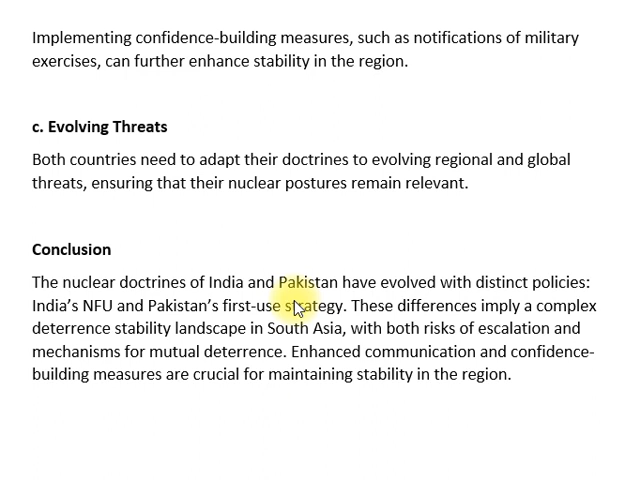 Implementing confidence-building measures, such as notifications of military
exercises, can further enhance stability in the region.
c. Evolving Threats
Both countries need to adapt their doctrines to evolving regional and global
threats, ensuring that their nuclear postures remain relevant.
Conclusion
The nuclear doctrines of India and Pakistan have evolved with distinct policies:
India’s NFU and Pakistan’s first-use strategy. These differences imply a complex
deterrence stability landscape in South Asia, with both risks of escalation and
mechanisms for mutual deterrence. Enhanced communication and confidence-
building measures are crucial for maintaining stability in the region.